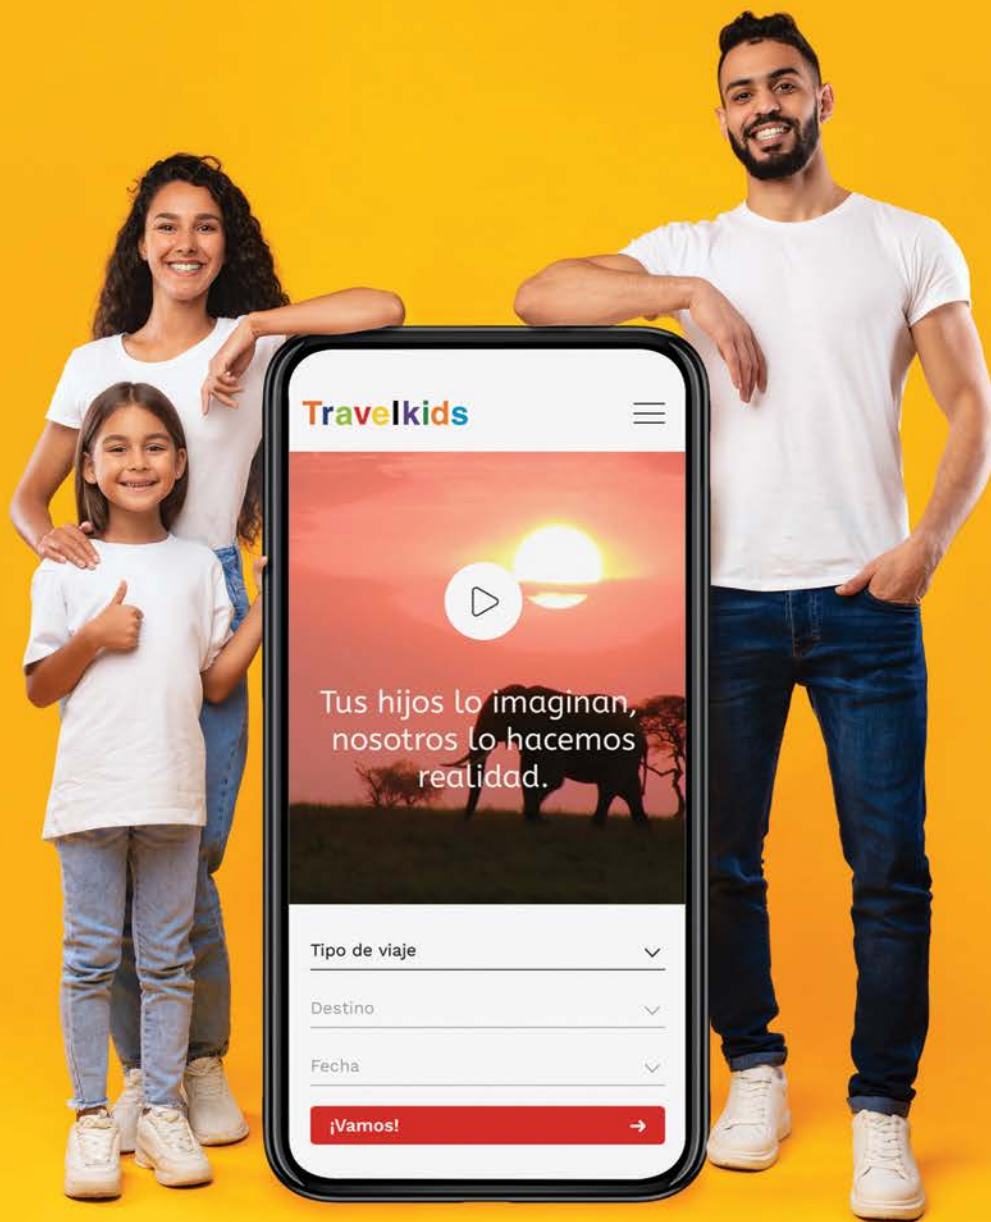 Travelkids
Tus hijos lo imaginan,
nosotros lo hacemos
realidad.
Tipo de viaje
Destino
Fecha
¡Vamos!